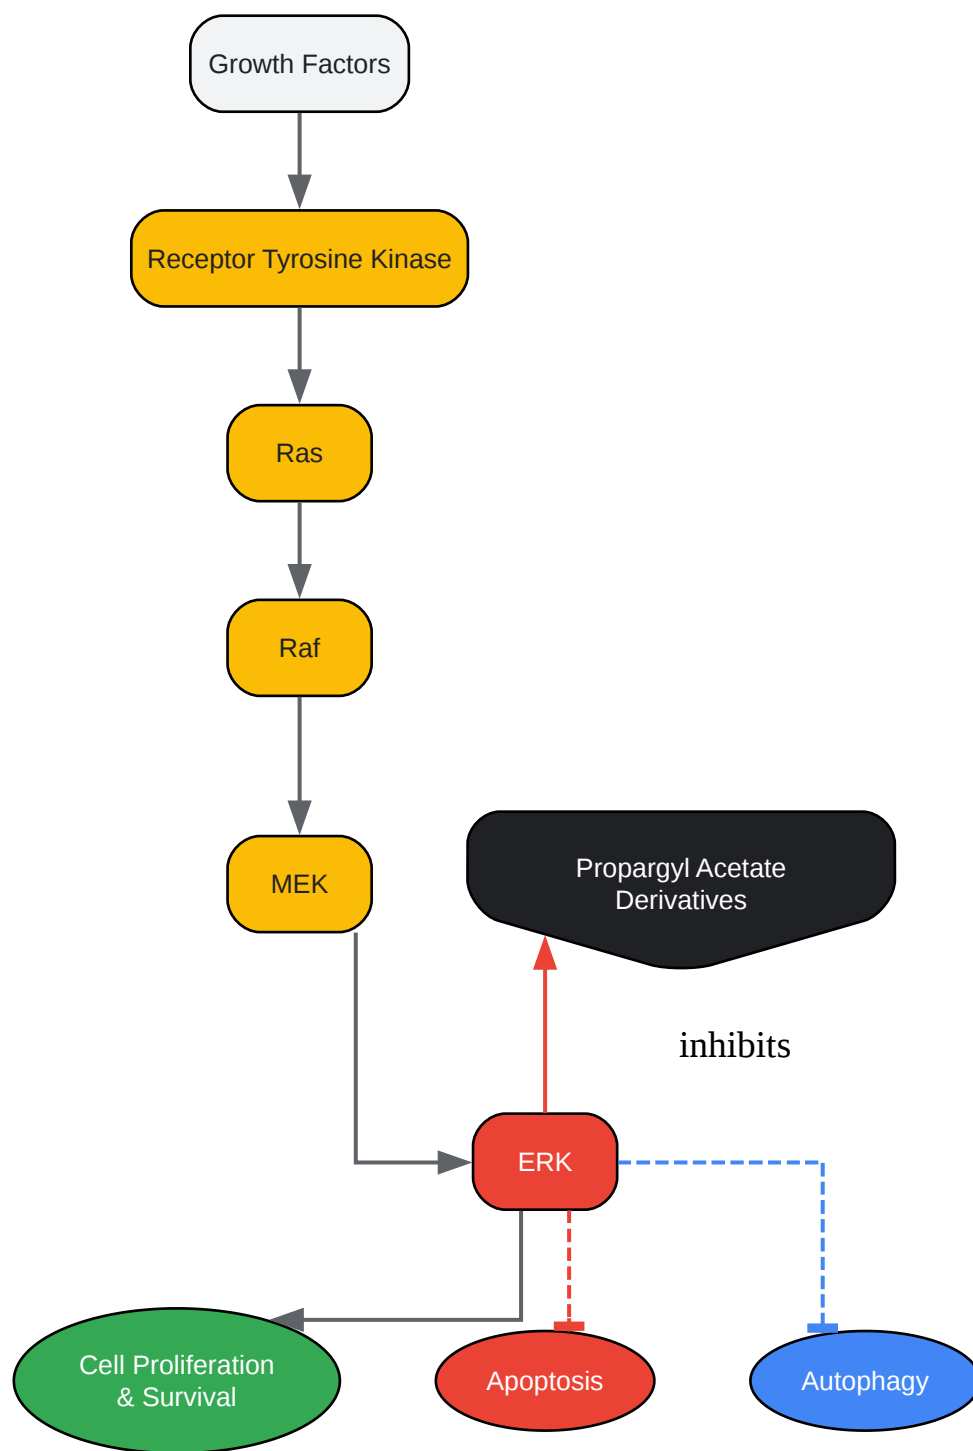 Growth Factors
Receptor Tyrosine Kinase
Ras
Raf
MEK
Propargyl Acetate
Derivatives
inhibits
ERK
Cell Proliferation
& Survival
Apoptosis
Autophagy